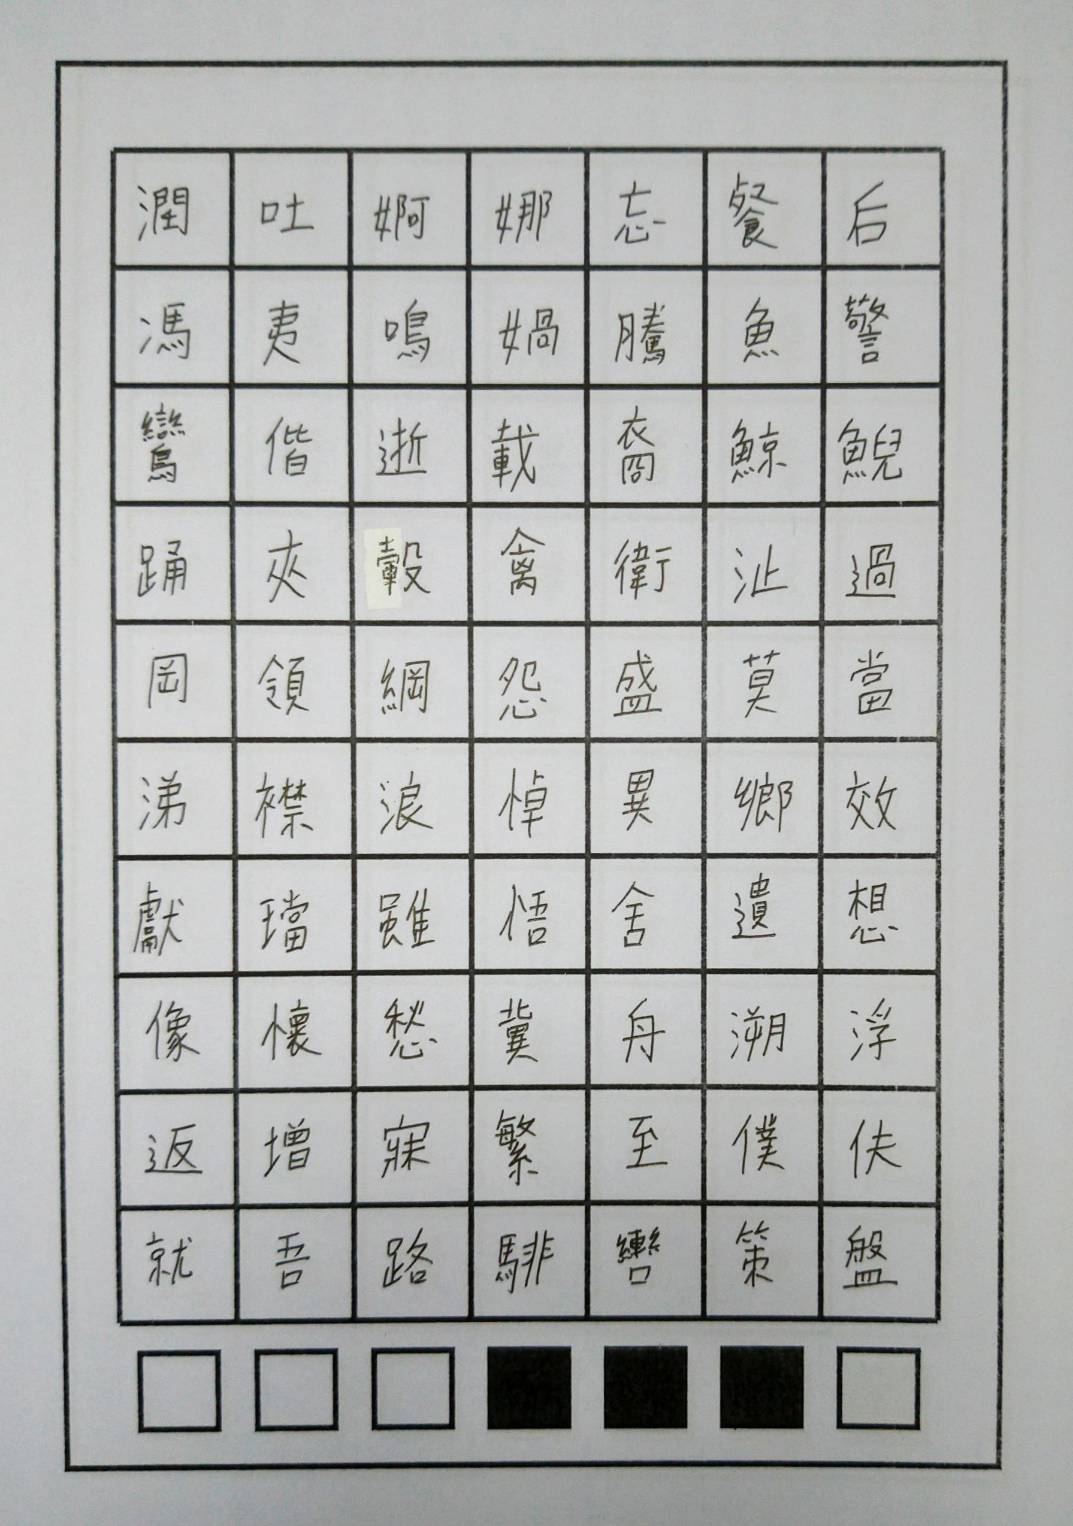 潤吐婀娜忘餐后
馮夷鳴媧騰魚警
鸞偕逝載裔鯨鯢
踊夾轂禽衛沚過
岡領綱怨盛莫當
涕襟浪悼異鄉效
獻璫雖悟舍遺想
像懷愁冀舟溯浮
返增寐繁至僕伕
就吾路騑轡策盤